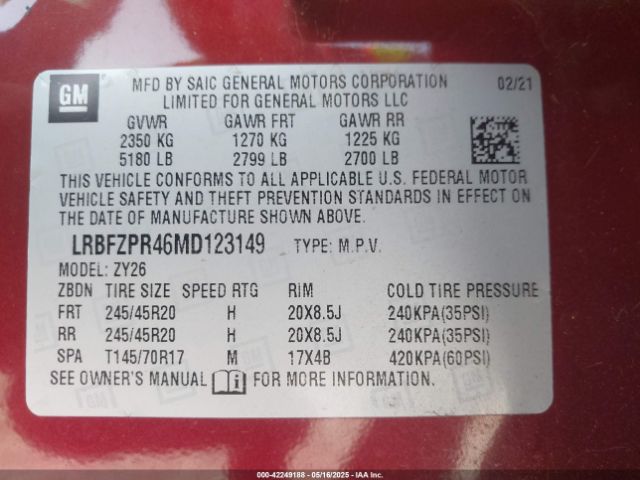 GM
MFD BY SAIC GENERAL MOTORS CORPORATION 02/21
LIMITED FOR GENERAL MOTORS LLC
GVWR GAWR FRT GAWR RR
2350 KG 1270 KG 1225 KG
5180 LB 2799 LB 2700 LB
THIS VEHICLE CONFORMS TO ALL APPLICABLE U.S. FEDERAL MOTOR
VEHICLE SAFETY AND THEFT PREVENTION STANDARDS IN EFFECT ON
THE DATE OF MANUFACTURE SHOWN ABOVE.
LRBFZPR46MD123149 TYPE: M.P.V.
MODEL: ZY26
ZBDN TIRE SIZE SPEED RTG RIM COLD TIRE PRESSURE
FRT 245/45R20 H 20X8.5J 240KPA(35PSI)
RR 245/45R20 H 20X8.5J 240KPA(35PSI)
SPA T145/70R17 M 17X4B 420KPA(60PSI)
SEE OWNER'S MANUAL FOR MORE INFORMATION.
000-42249188 - 05/16/2025 - IAA Inc.